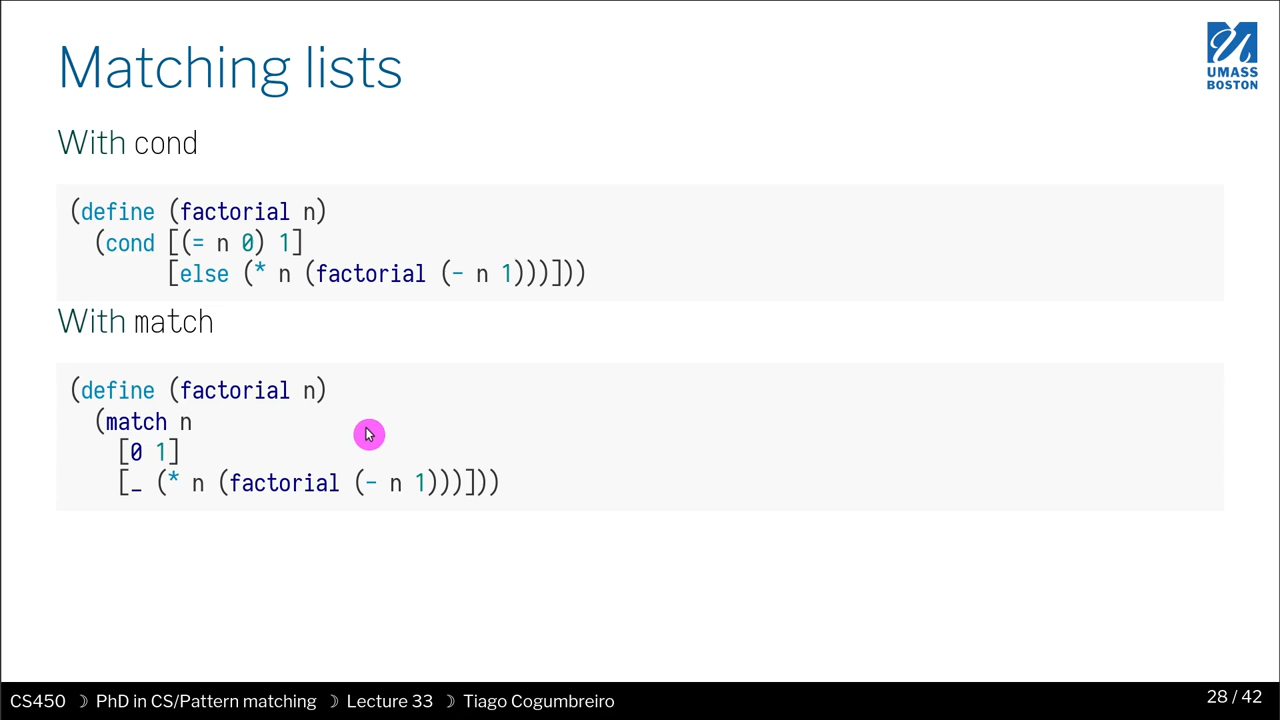 Matching lists
UMASS
BOSTON
With cond
(define (factorial n)
  (cond [(= n 0) 1]
        [else (* n (factorial (- n 1)))]))
With match
(define (factorial n)
  (match n
    [0 1]
    [_ (* n (factorial (- n 1)))]))
CS450 ☽ PhD in CS/Pattern matching ☽ Lecture 33 ☽ Tiago Cogumbreiro
28 / 42